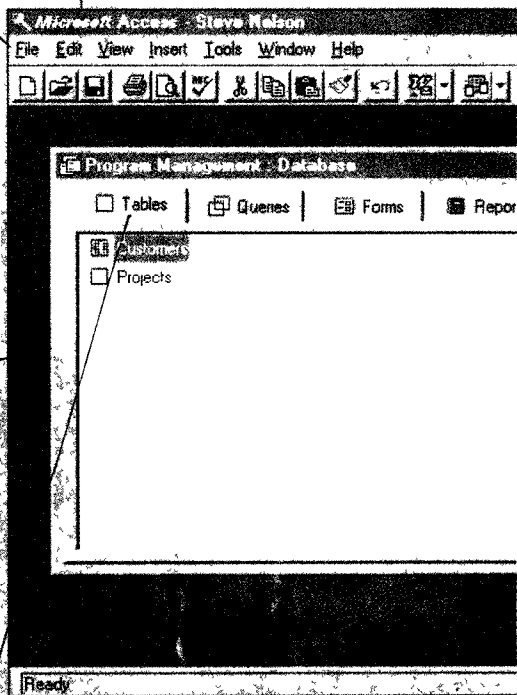 Microsoft Access - Steve Nelson
File Edit View Insert Tools Window Help
Program Management - Database
Tables Queries Forms Repor
Customers
Projects
Ready